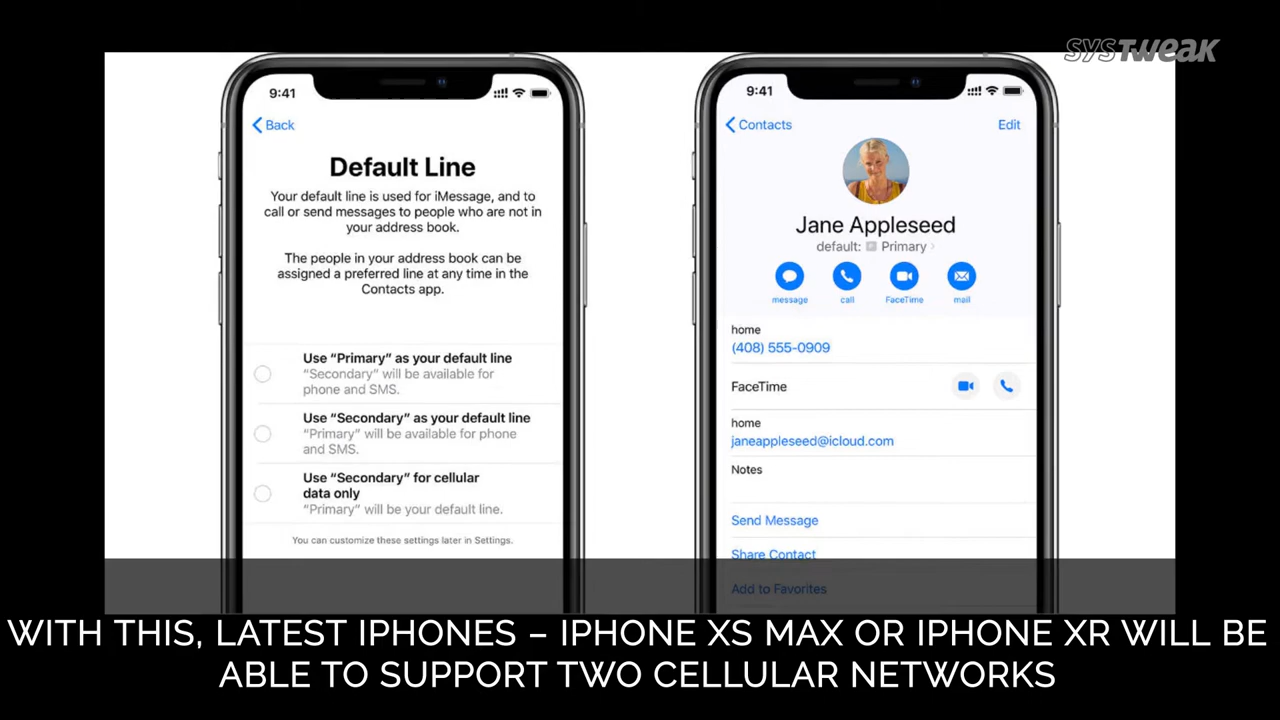 SYSTWEAK
9:41
Back
Default Line
Your default line is used for iMessage, and to
call or send messages to people who are not in
your address book.
The people in your address book can be
assigned a preferred line at any time in the
Contacts app.
Use “Primary” as your default line
“Secondary” will be available for
phone and SMS.
Use “Secondary” as your default line
“Primary” will be available for phone
and SMS.
Use “Secondary” for cellular
data only
“Primary” will be your default line.
You can customize these settings later in Settings.
9:41
Contacts
Edit
Jane Appleseed
default: P Primary
message call FaceTime mail
home
(408) 555-0909
FaceTime
home
janeappleseed@icloud.com
Notes
Send Message
Share Contact
Add to Favorites
WITH THIS, LATEST IPHONES – IPHONE XS MAX OR IPHONE XR WILL BE
ABLE TO SUPPORT TWO CELLULAR NETWORKS